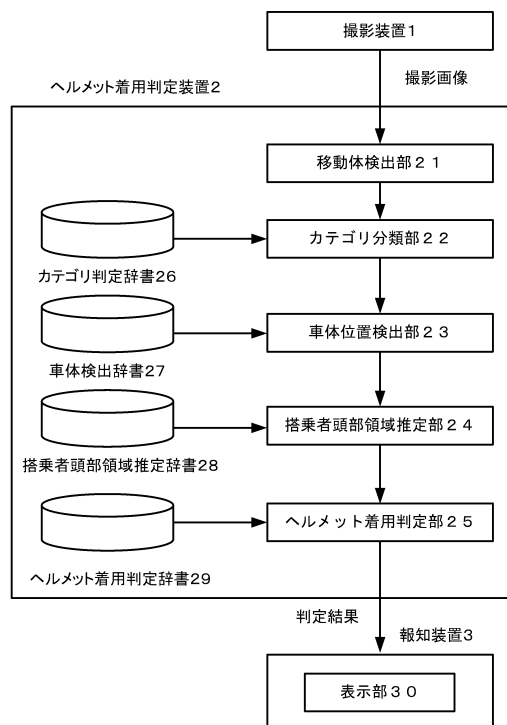 撮影装置1
撮影画像
ヘルメット着用判定装置2
移動体検出部２１
カテゴリ分類部２２
カテゴリ判定辞書26
車体位置検出部２３
車体検出辞書27
搭乗者頭部領域推定部２４
搭乗者頭部領域推定辞書28
ヘルメット着用判定部２５
ヘルメット着用判定辞書29
判定結果
報知装置3
表示部３０